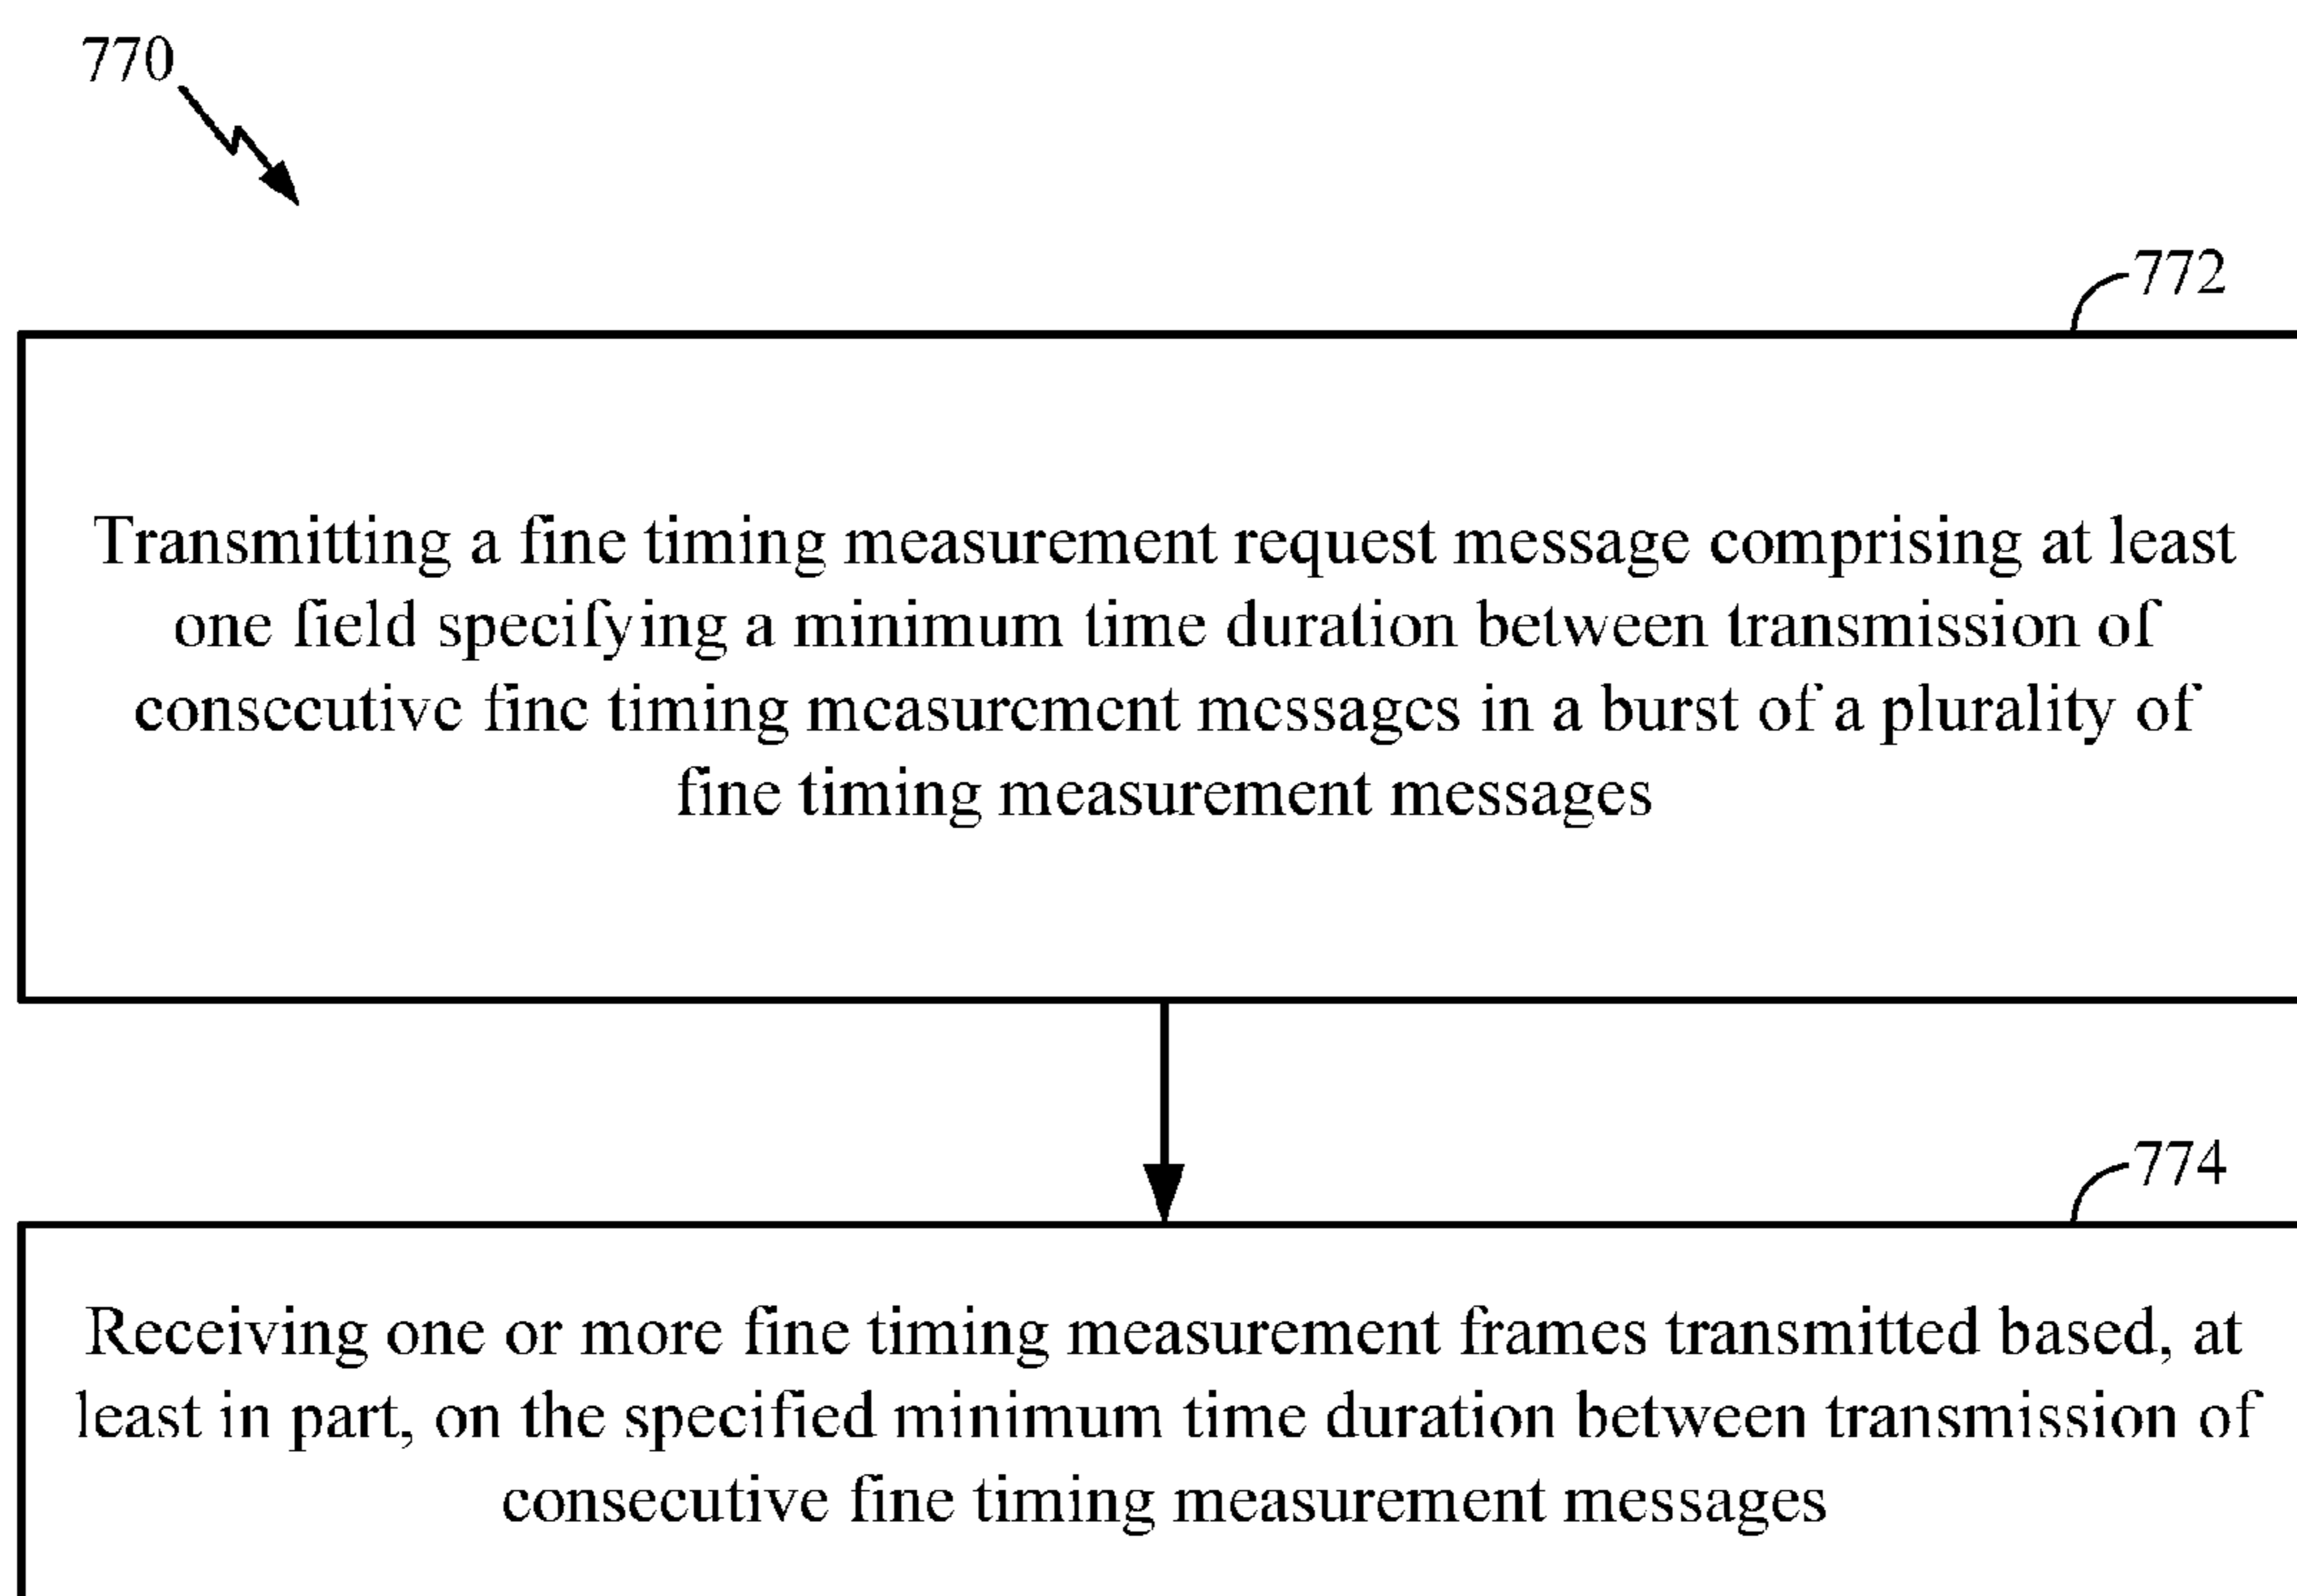 770
772
Transmitting a fine timing measurement request message comprising at least
one field specifying a minimum time duration between transmission of
consecutive fine timing measurement messages in a burst of a plurality of
fine timing measurement messages
774
Receiving one or more fine timing measurement frames transmitted based, at
least in part, on the specified minimum time duration between transmission of
consecutive fine timing measurement messages